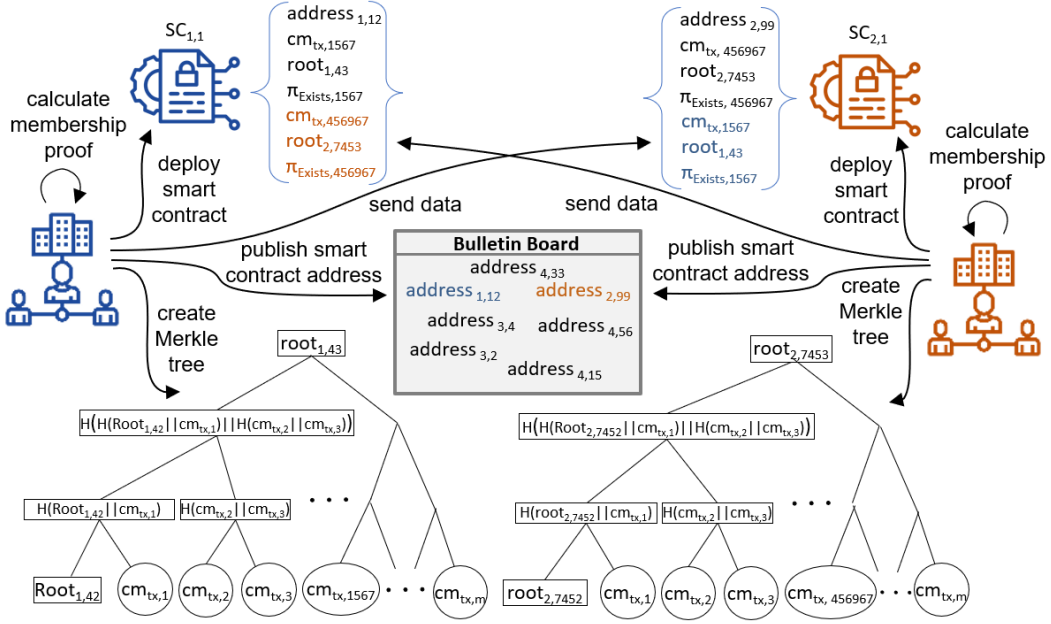 SC1,1
address 1,12
cmtx,1567
root1,43
πExists,1567
cmtx,456967
root2,7453
πExists,456967
address 2,99
cmtx, 456967
root2,7453
πExists, 456967
cmtx,1567
root1,43
πExists,1567
SC2,1
calculate
membership
proof
deploy
smart
contract
send data
send data
deploy
smart
contract
calculate
membership
proof
publish smart
contract address
Bulletin Board
address 4,33
address 1,12
address 2,99
address 3,4
address 4,56
address 3,2
address 4,15
publish smart
contract address
create
Merkle
tree
create
Merkle
tree
root1,43
H(H(Root1,42||cmtx,1)||H(cmtx,2||cmtx,3))
H(Root1,42||cmtx,1)
H(cmtx,2||cmtx,3)
. . .
Root1,42
cmtx,1
cmtx,2
cmtx,3
cmtx,1567
. . .
cmtx,m
root2,7453
H(H(Root2,7452||cmtx,1)||H(cmtx,2||cmtx,3))
H(root2,7452||cmtx,1)
H(cmtx,2||cmtx,3)
. . .
root2,7452
cmtx,1
cmtx,2
cmtx,3
cmtx, 456967
. . .
cmtx,m